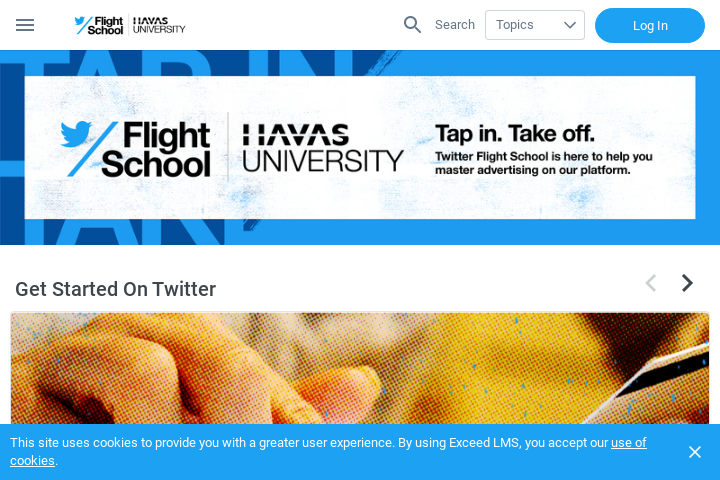 Flight School
HAVAS UNIVERSITY
Search
Topics
Log In
TAP IN
Flight
School
HAVAS
UNIVERSITY
Tap in. Take off.
Twitter Flight School is here to help you
master advertising on our platform.
Get Started On Twitter
This site uses cookies to provide you with a greater user experience. By using Exceed LMS, you accept our use of
cookies.